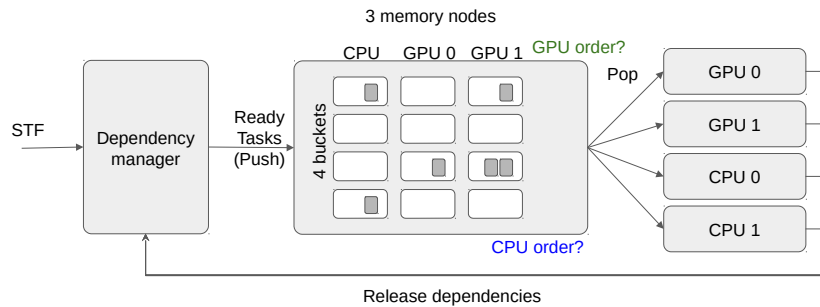 3 memory nodes
CPU GPU 0 GPU 1 GPU order?
STF
Dependency
manager
Ready
Tasks
(Push)
4 buckets
CPU order?
Pop
GPU 0
GPU 1
CPU 0
CPU 1
Release dependencies